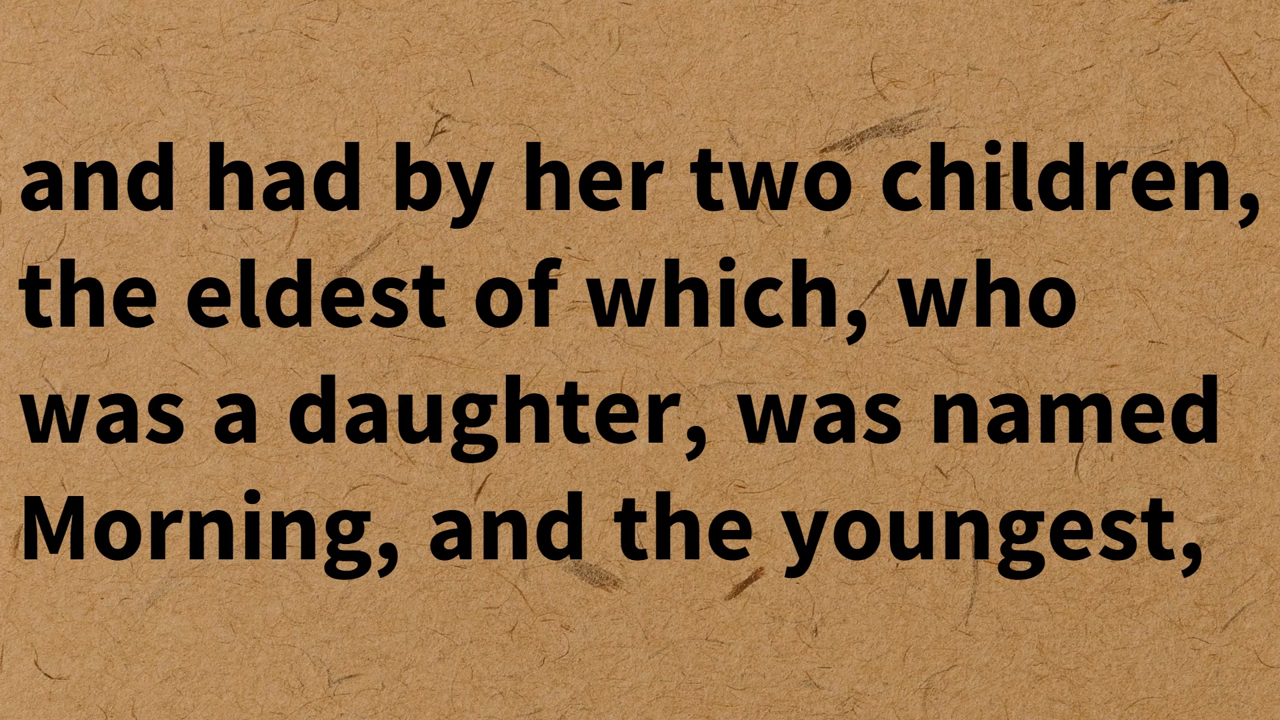 and had by her two children,
the eldest of which, who
was a daughter, was named
Morning, and the youngest,